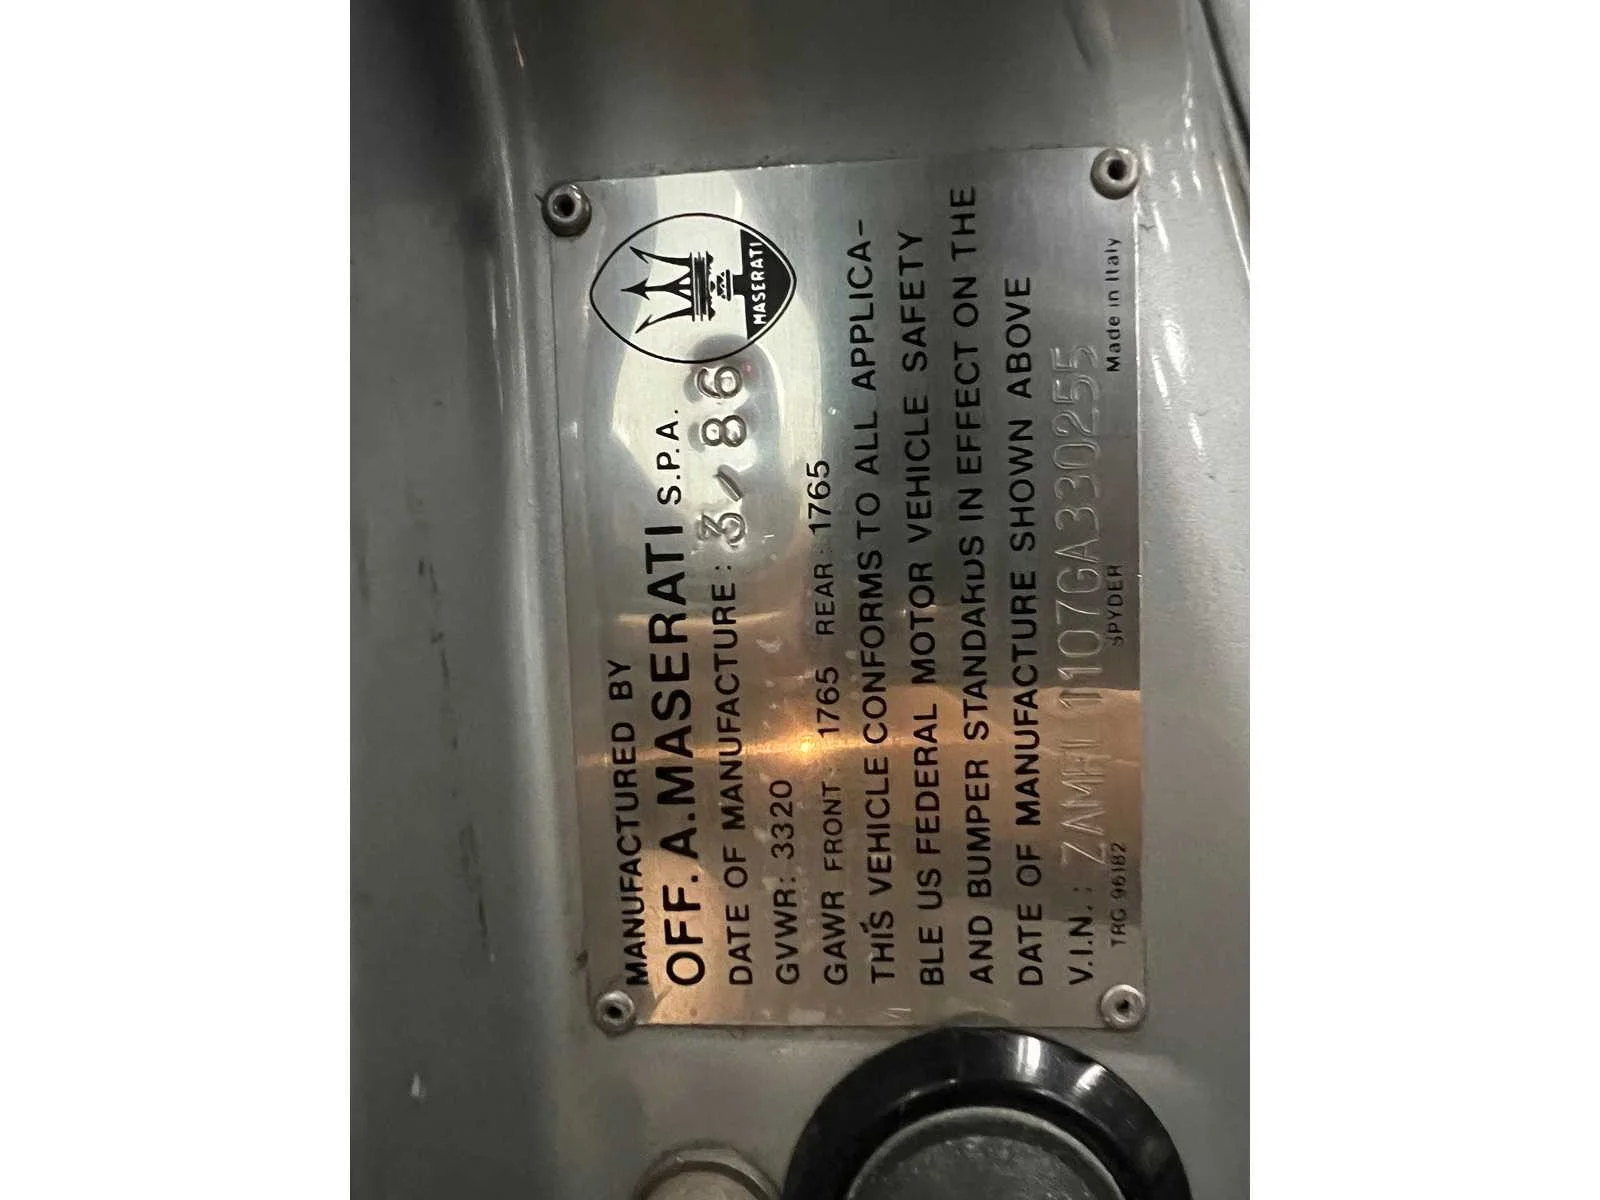 MANUFACTURED BY
OFF. A. MASERATI S.P.A.
MASERATI
DATE OF MANUFACTURE: 3/86
GVWR: 3320
GAWR FRONT: 1765 REAR: 1765
THIS VEHICLE CONFORMS TO ALL APPLICA-
BLE US FEDERAL MOTOR VEHICLE SAFETY
AND BUMPER STANDARDS IN EFFECT ON THE
DATE OF MANUFACTURE SHOWN ABOVE
V.I.N.: ZAMFL1107GA330255
TRG 96182 SPYDER Made in Italy